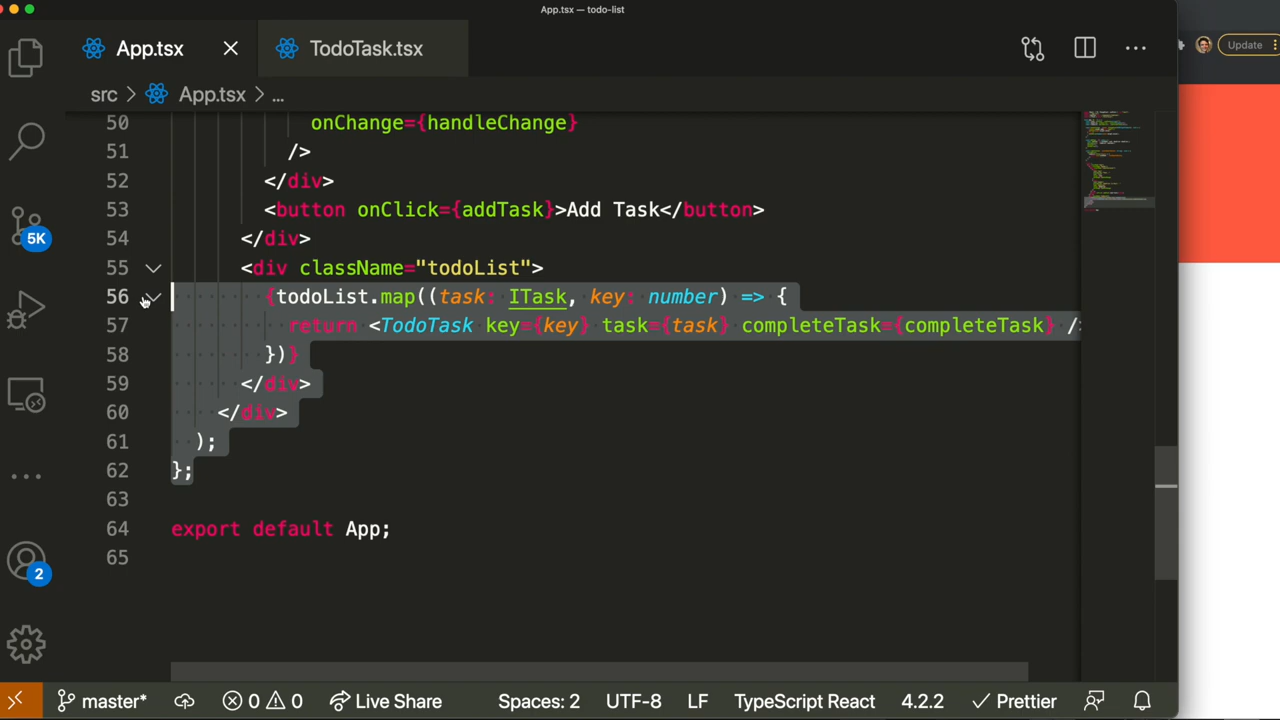 App.tsx — todo-list
App.tsx
TodoTask.tsx
Update
src > App.tsx > ...
50 onChange={handleChange}
51 />
52 </div>
53 <button onClick={addTask}>Add Task</button>
54 </div>
55 <div className="todoList">
56 {todoList.map((task: ITask, key: number) => {
57 return <TodoTask key={key} task={task} completeTask={completeTask} />
58 })}
59 </div>
60 </div>
61 );
62 };
63
64 export default App;
65
5K
2
master*
0
0
Live Share
Spaces: 2
UTF-8
LF
TypeScript React
4.2.2
Prettier